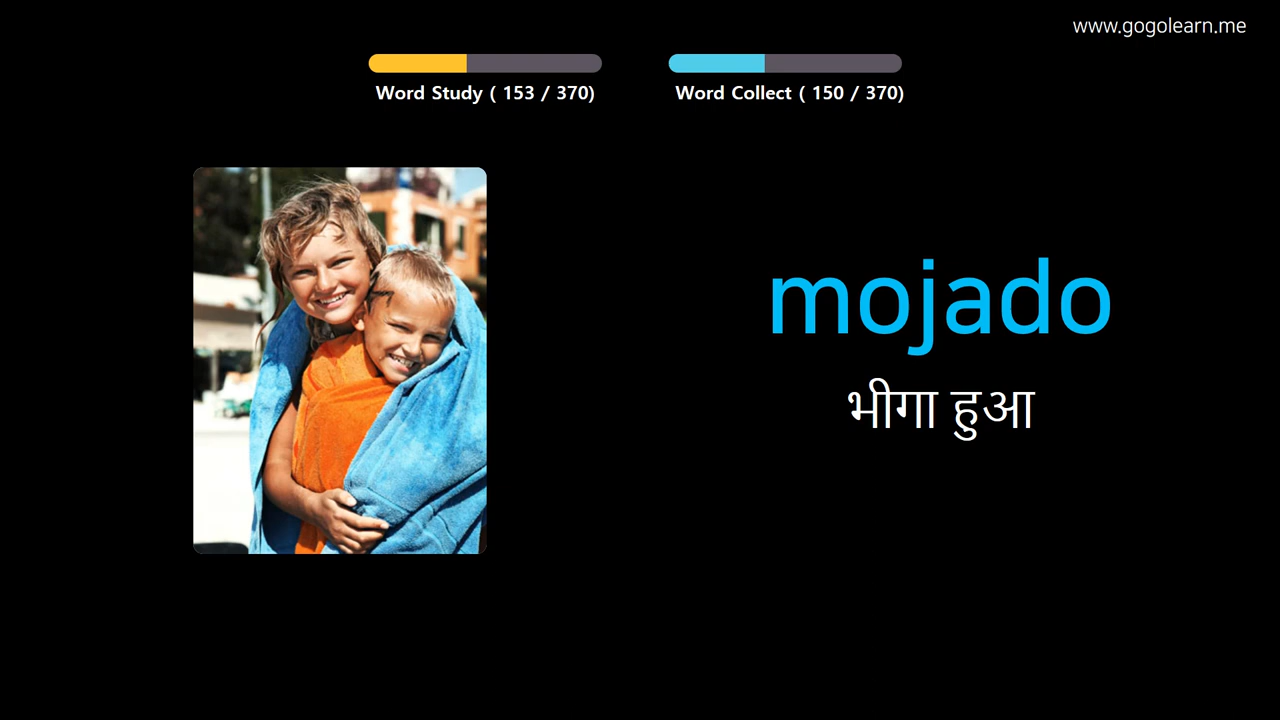 www.gogolearn.me
Word Study ( 153 / 370)
Word Collect ( 150 / 370)
mojado
भीगा हुआ